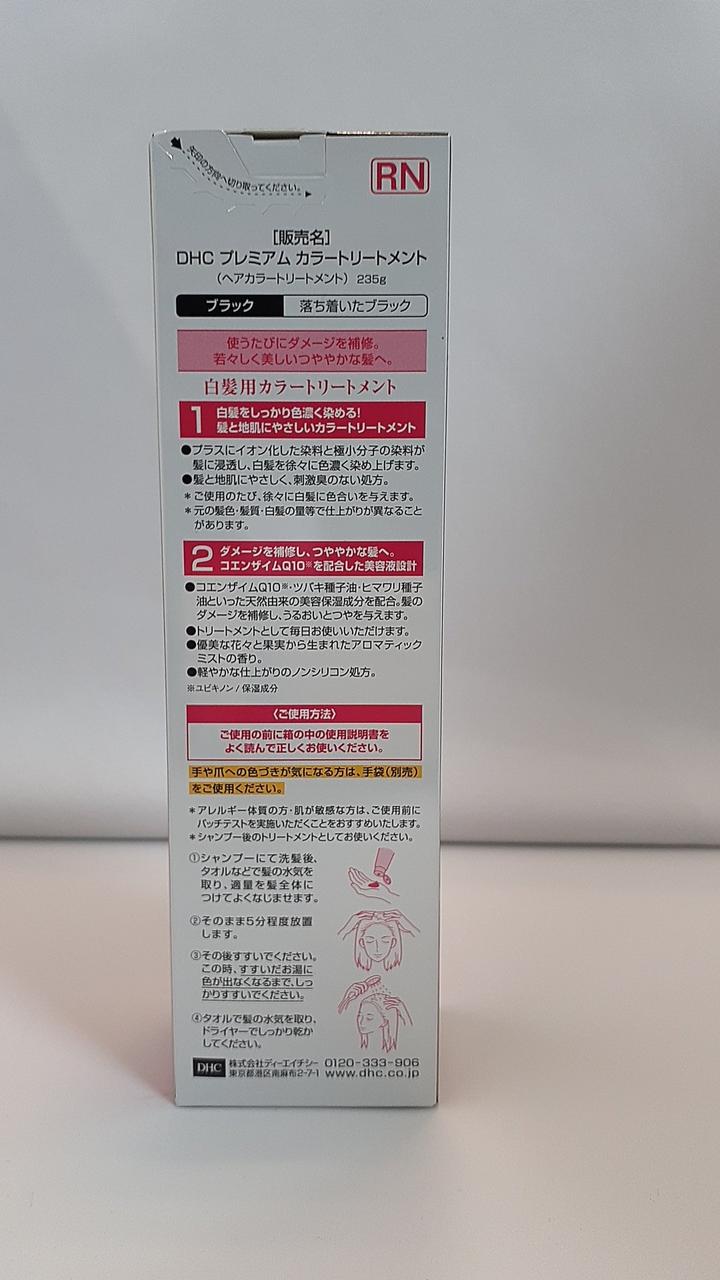 矢印の方向へ切り取ってください。
RN
[販売名]
DHC プレミアム カラートリートメント
(ヘアカラートリートメント) 235g
ブラック 落ち着いたブラック
使うたびにダメージを補修。
若々しく美しいつややかな髪へ。
白髪用カラートリートメント
1 白髪をしっかり色濃く染める!
髪と地肌にやさしいカラートリートメント
●プラスにイオン化した染料と極小分子の染料が
髪に浸透し、白髪を徐々に色濃く染め上げます。
●髪と地肌にやさしく、刺激臭のない処方。
*ご使用のたび、徐々に白髪に色合いを与えます。
*元の髪色・髪質・白髪の量等で仕上がりが異なること
があります。
2 ダメージを補修し、つややかな髪へ。
コエンザイムQ10※を配合した美容液設計
●コエンザイムQ10※・ツバキ種子油・ヒマワリ種子
油といった天然由来の美容保湿成分を配合。髪の
ダメージを補修し、うるおいとつやを与えます。
●トリートメントとして毎日お使いいただけます。
●優美な花々と果実から生まれたアロマティック
ミストの香り。
●軽やかな仕上がりのノンシリコン処方。
※ユビキノン/保湿成分
〈ご使用方法〉
ご使用の前に箱の中の使用説明書を
よく読んで正しくお使いください。
手や爪への色づきが気になる方は、手袋(別売)
をご使用ください。
*アレルギー体質の方・肌が敏感な方は、ご使用前に
パッチテストを実施いただくことをおすすめいたします。
*シャンプー後のトリートメントとしてお使いください。
①シャンプーにて洗髪後、
タオルなどで髪の水気を
取り、適量を髪全体に
つけてよくなじませます。
②そのまま5分程度放置
します。
③その後すすいでください。
この時、すすいだお湯に
色が出なくなるまで、しっ
かりすすいでください。
④タオルで髪の水気を取り、
ドライヤーでしっかり乾か
してください。
DHC 株式会社ディーエイチシー 0120-333-906
東京都港区南麻布2-7-1 www.dhc.co.jp